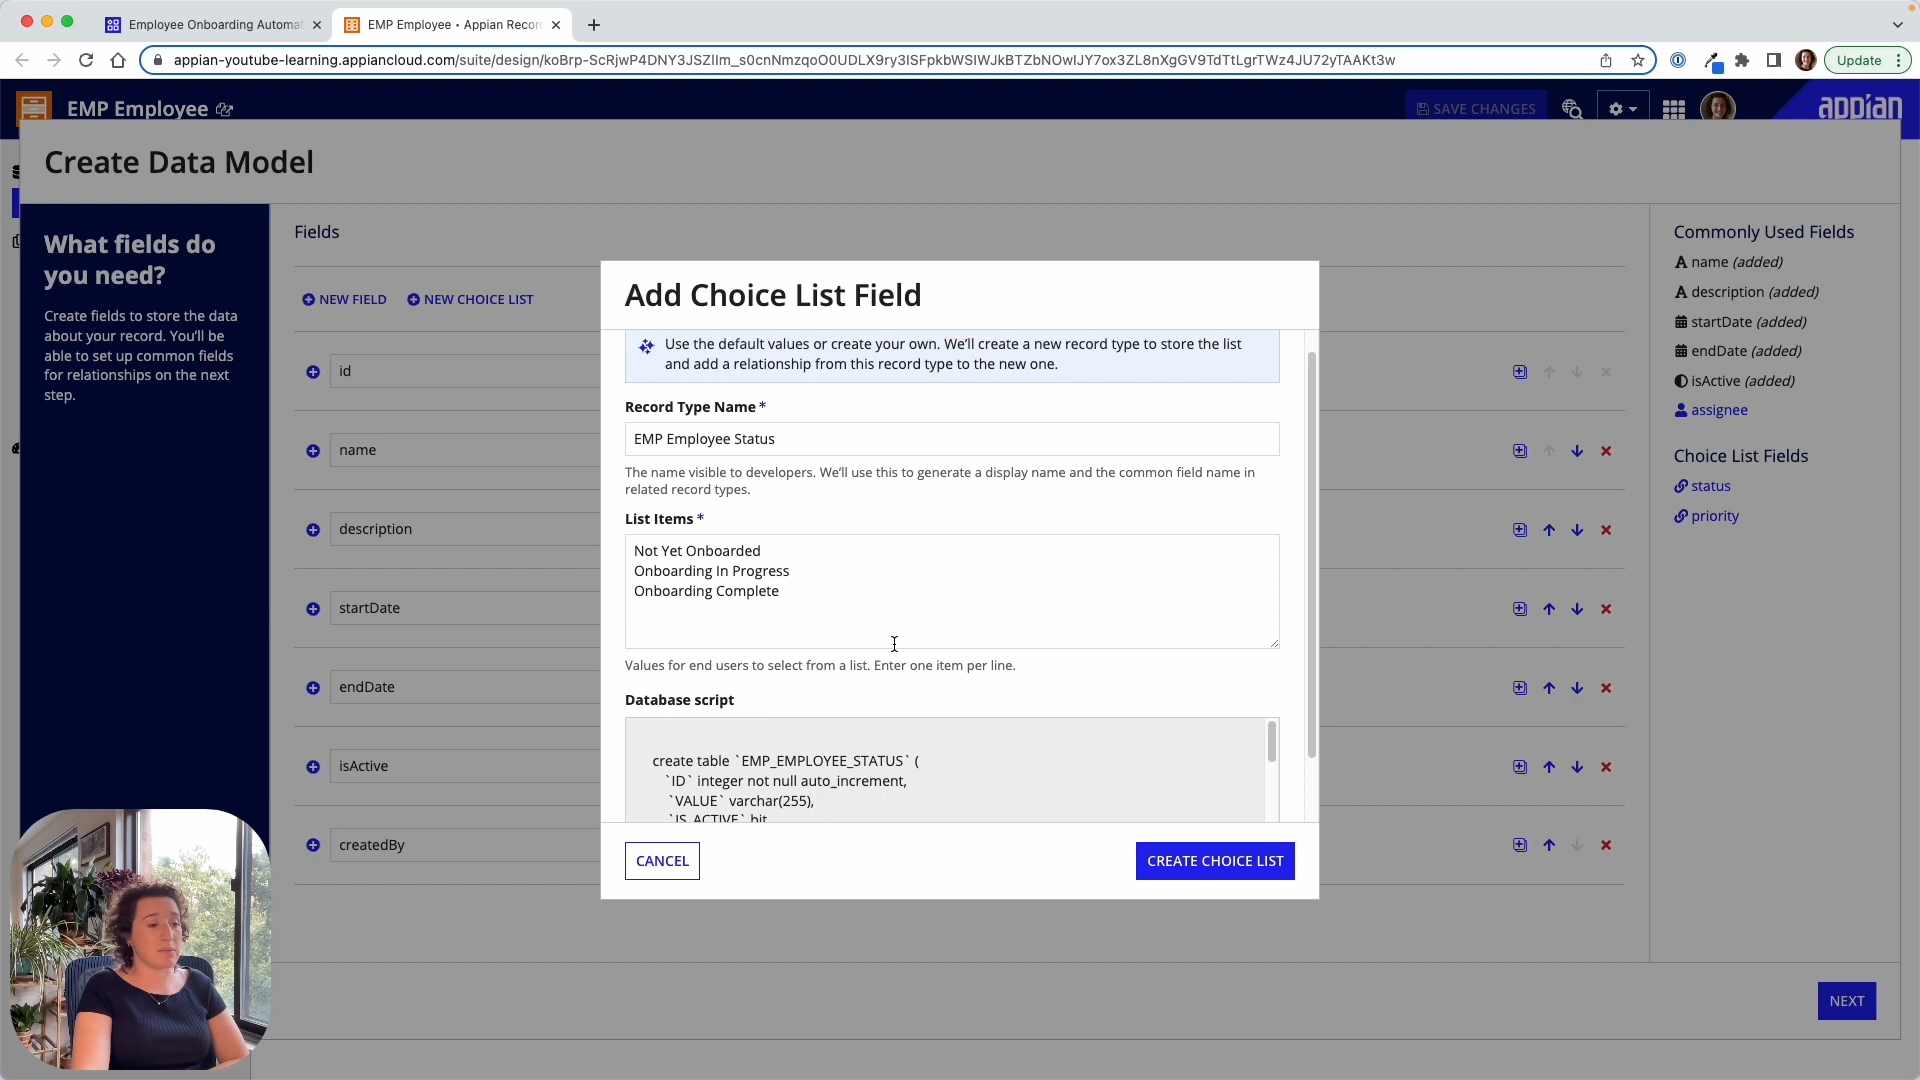 Employee Onboarding Automat
EMP Employee • Appian Record
appian-youtube-learning.appiancloud.com/suite/design/koBrp-ScRjwP4DNY3JSZIIm_s0cnNmzqoO0UDLX9ry3ISFpkbWSIWJkBTZbNOwIJY7ox3ZL8nXgGV9TdTtLgrTWz4JU72yTAAKt3w
Update
EMP Employee
SAVE CHANGES
appian
Create Data Model
What fields do
you need?
Create fields to store the data
about your record. You'll be
able to set up common fields
for relationships on the next
step.
Fields
NEW FIELD
NEW CHOICE LIST
id
name
description
startDate
endDate
isActive
createdBy
Add Choice List Field
Use the default values or create your own. We'll create a new record type to store the list
and add a relationship from this record type to the new one.
Record Type Name *
EMP Employee Status
The name visible to developers. We'll use this to generate a display name and the common field name in
related record types.
List Items *
Not Yet Onboarded
Onboarding In Progress
Onboarding Complete
Values for end users to select from a list. Enter one item per line.
Database script
create table `EMP_EMPLOYEE_STATUS` (
`ID` integer not null auto_increment,
`VALUE` varchar(255),
`IS_ACTIVE` bit
CANCEL
CREATE CHOICE LIST
Commonly Used Fields
name (added)
description (added)
startDate (added)
endDate (added)
isActive (added)
assignee
Choice List Fields
status
priority
NEXT